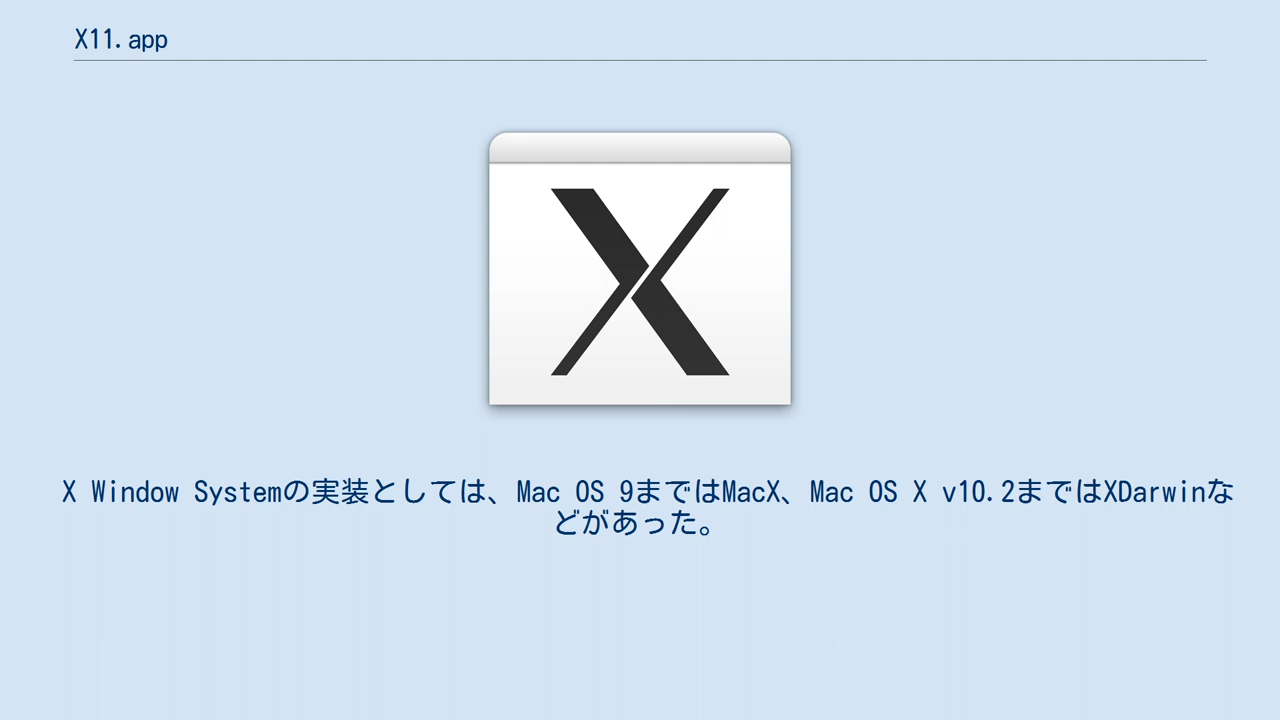 X11.app
X
X Window Systemの実装としては、Mac OS 9まではMacX、Mac OS X v10.2まではXDarwinな
どがあった。